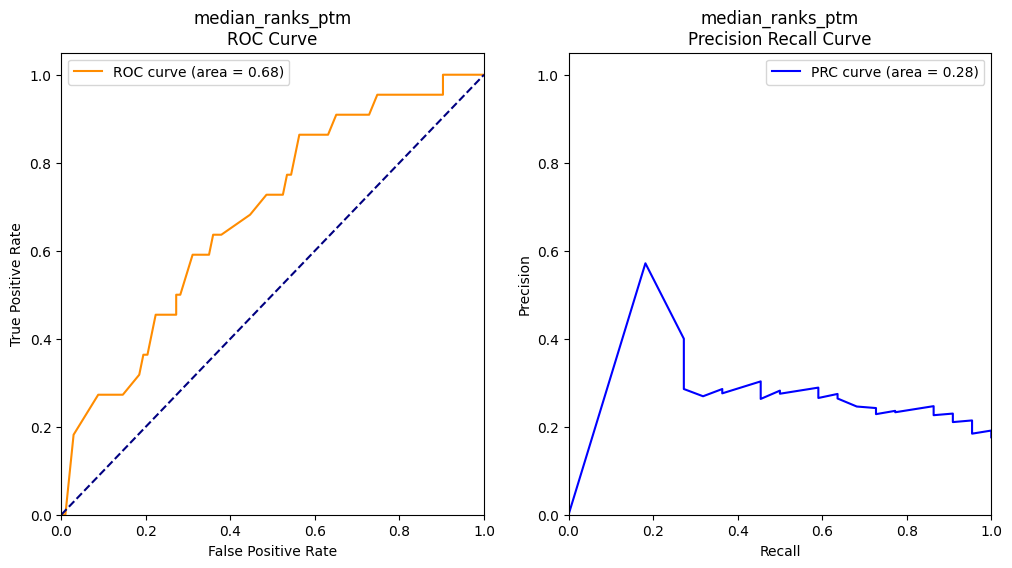 median_ranks_ptm
ROC Curve
ROC curve (area = 0.68)
1.0
0.8
0.6
0.4
0.2
0.0
True Positive Rate
0.0 0.2 0.4 0.6 0.8 1.0
False Positive Rate
median_ranks_ptm
Precision Recall Curve
PRC curve (area = 0.28)
1.0
0.8
0.6
0.4
0.2
0.0
Precision
0.0 0.2 0.4 0.6 0.8 1.0
Recall